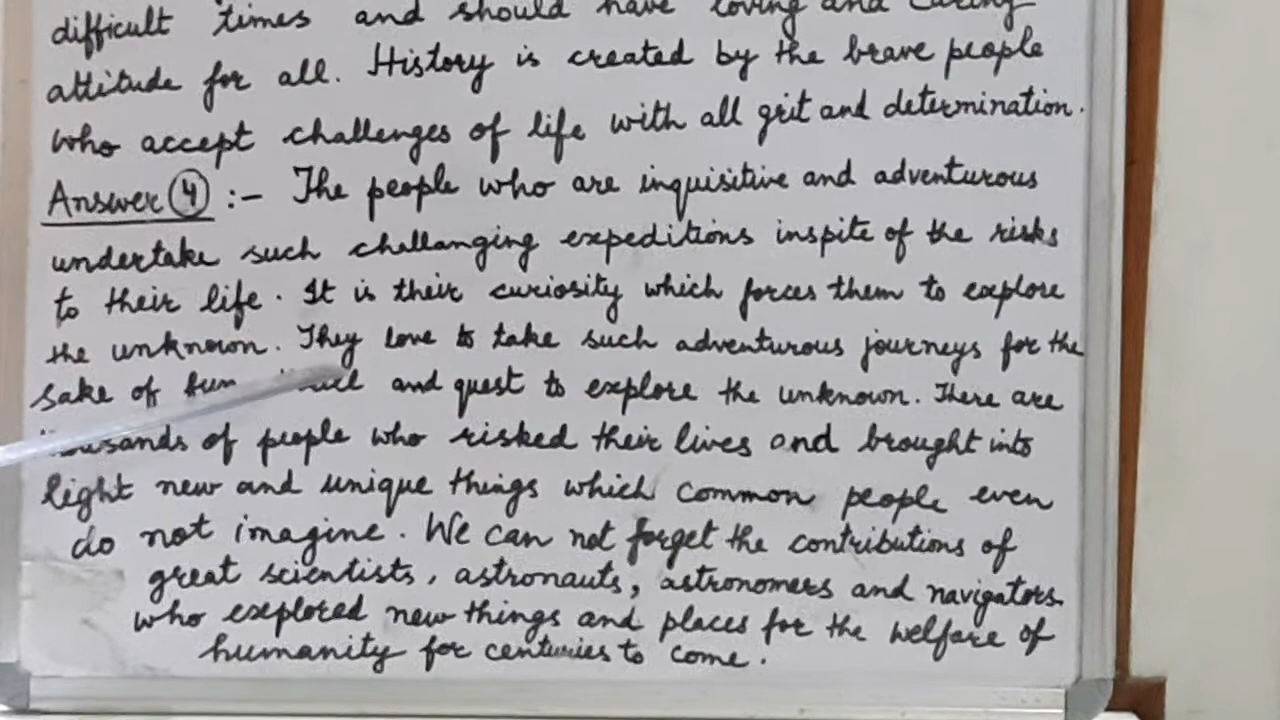 difficult times and should have loving and caring
attitude for all. History is created by the brave people
who accept challenges of life with all grit and determination.
Answer 4 :- The people who are inquisitive and adventurous
undertake such challanging expeditions inspite of the risks
to their life. It is their curiosity which forces them to explore
the unknown. They love to take such adventurous journeys for the
sake of and quest to explore the unknown. There are
of people who risked their lives and brought into
light new and unique things which common people even
do not imagine. We can not forget the contributions of
great scientists, astronauts, astronomers and navigators
who explored new things and places for the welfare of
humanity for centuries to come.